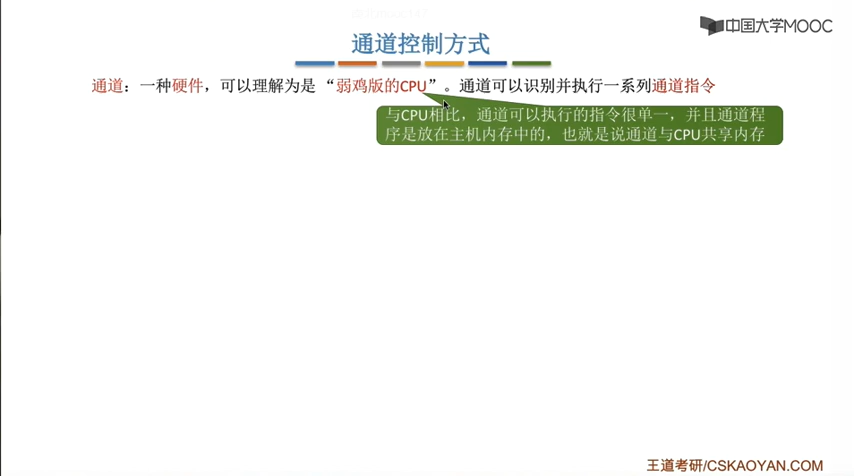 中国大学MOOC
通道控制方式
通道：一种硬件，可以理解为是 “弱鸡版的CPU”。通道可以识别并执行一系列通道指令
与CPU相比，通道可以执行的指令很单一，并且通道程
序是放在主机内存中的，也就是说通道与CPU共享内存
王道考研/CSKAOYAN.COM